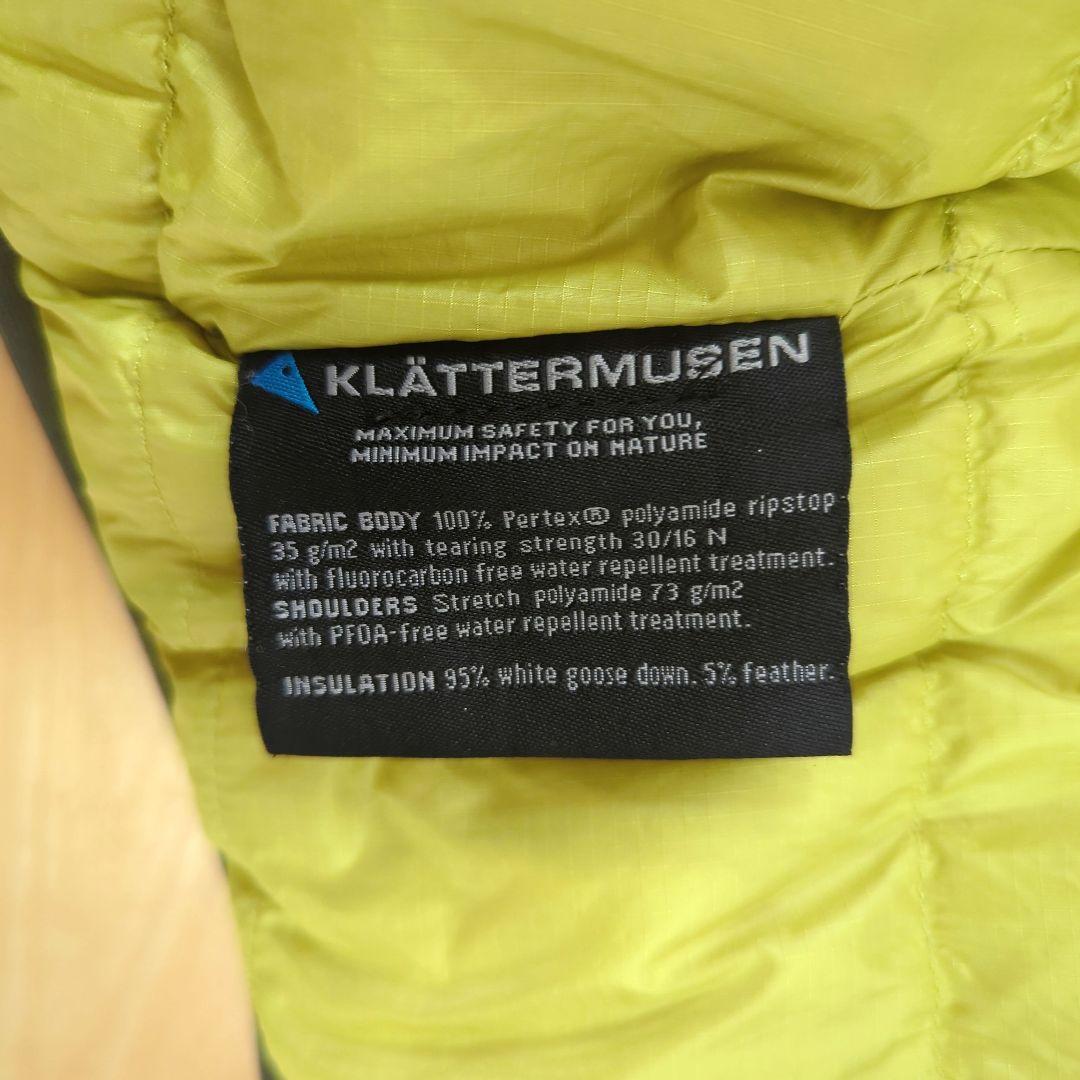 KLÄTTERMUSEN
MAXIMUM SAFETY FOR YOU,
MINIMUM IMPACT ON NATURE
FABRIC BODY 100% Pertex® polyamide ripstop
35 g/m2 with tearing strength 30/16 N
with fluorocarbon free water repellent treatment.
SHOULDERS Stretch polyamide 73 g/m2
with PFOA-free water repellent treatment.
INSULATION 95% white goose down. 5% feather.